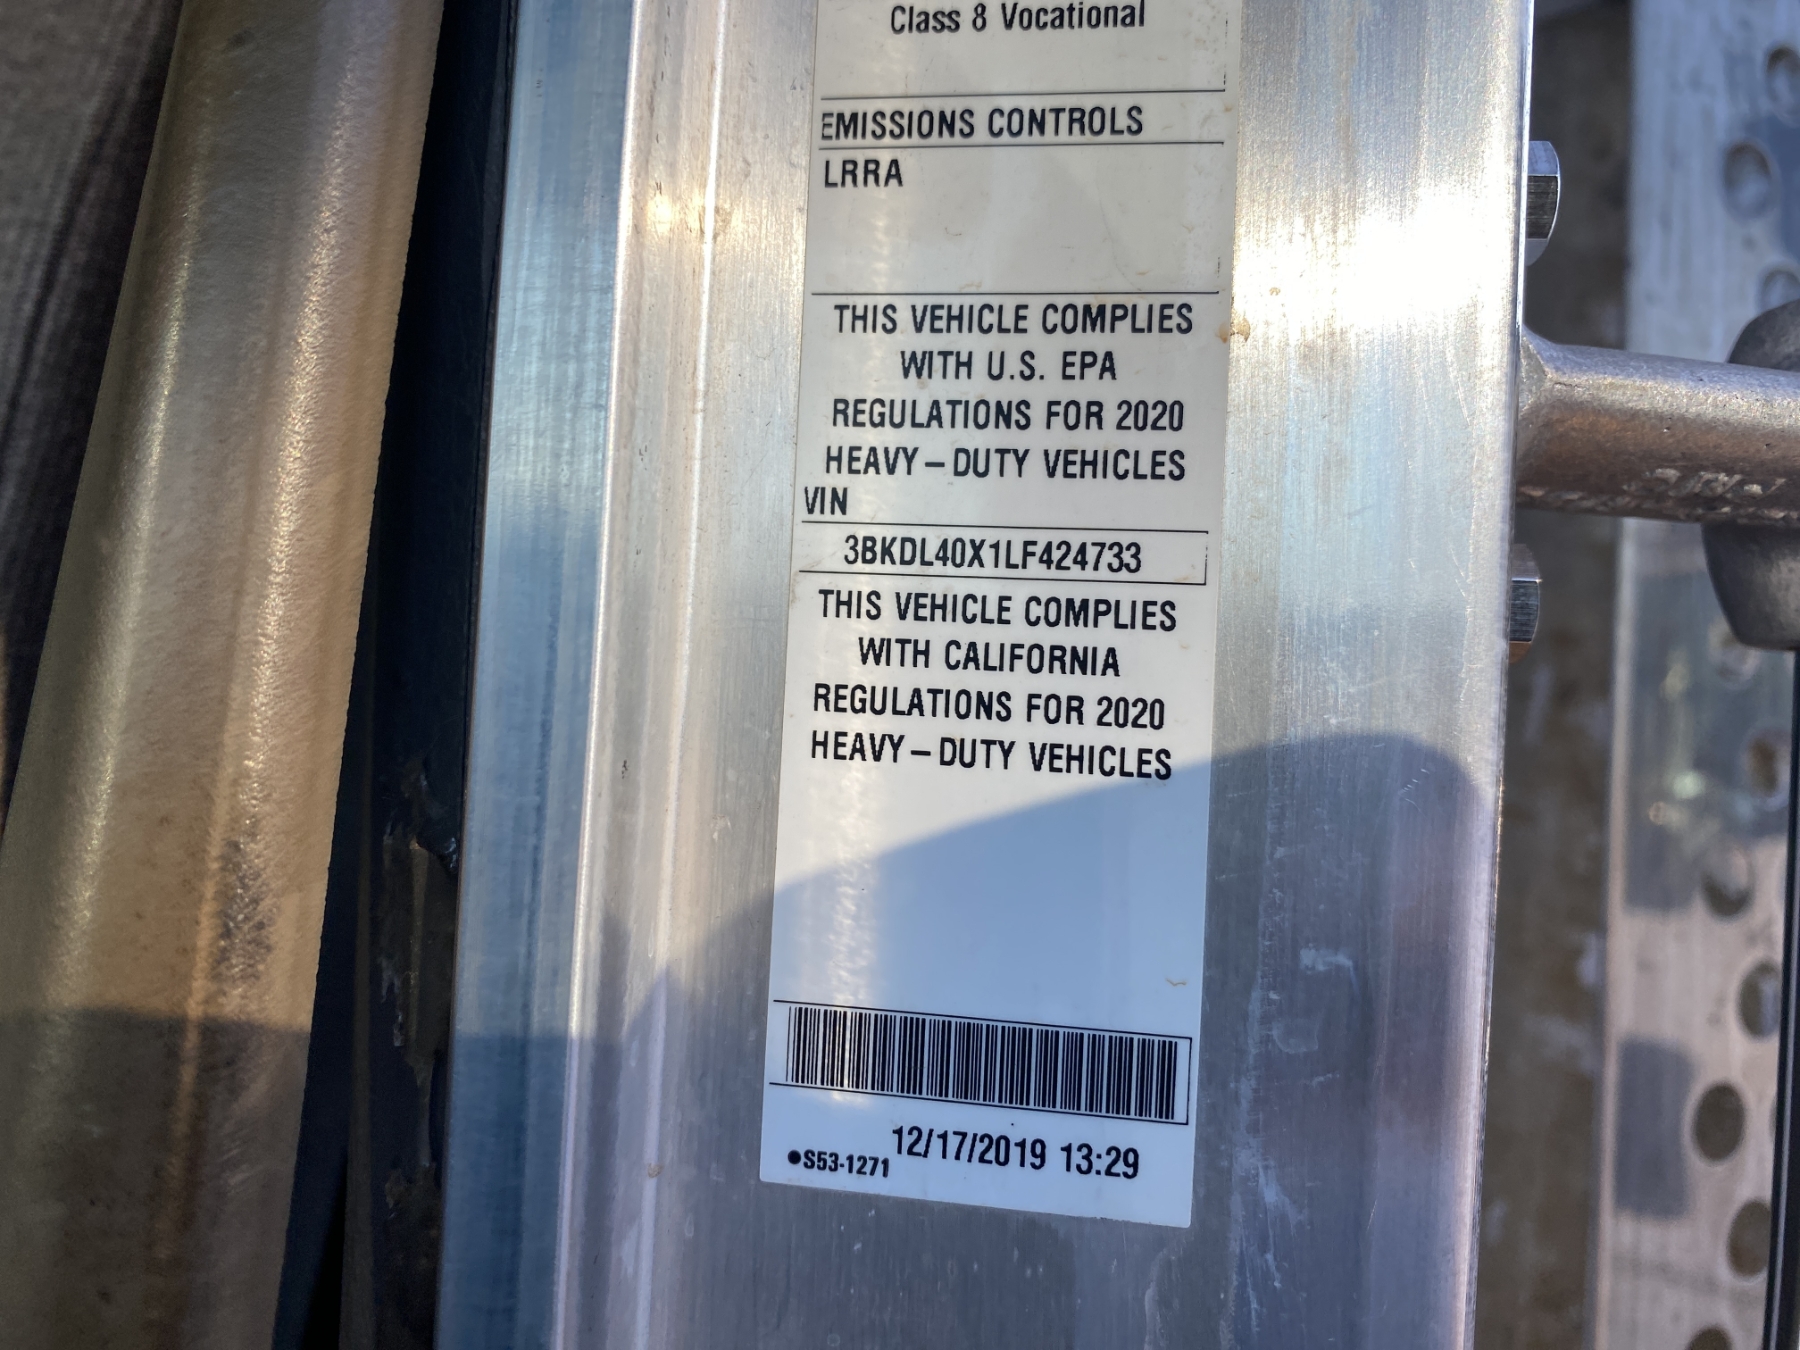 Class 8 Vocational
EMISSIONS CONTROLS
LRRA
THIS VEHICLE COMPLIES
WITH U.S. EPA
REGULATIONS FOR 2020
HEAVY-DUTY VEHICLES
VIN
3BKDL40X1LF424733
THIS VEHICLE COMPLIES
WITH CALIFORNIA
REGULATIONS FOR 2020
HEAVY-DUTY VEHICLES
12/17/2019 13:29
●S53-1271